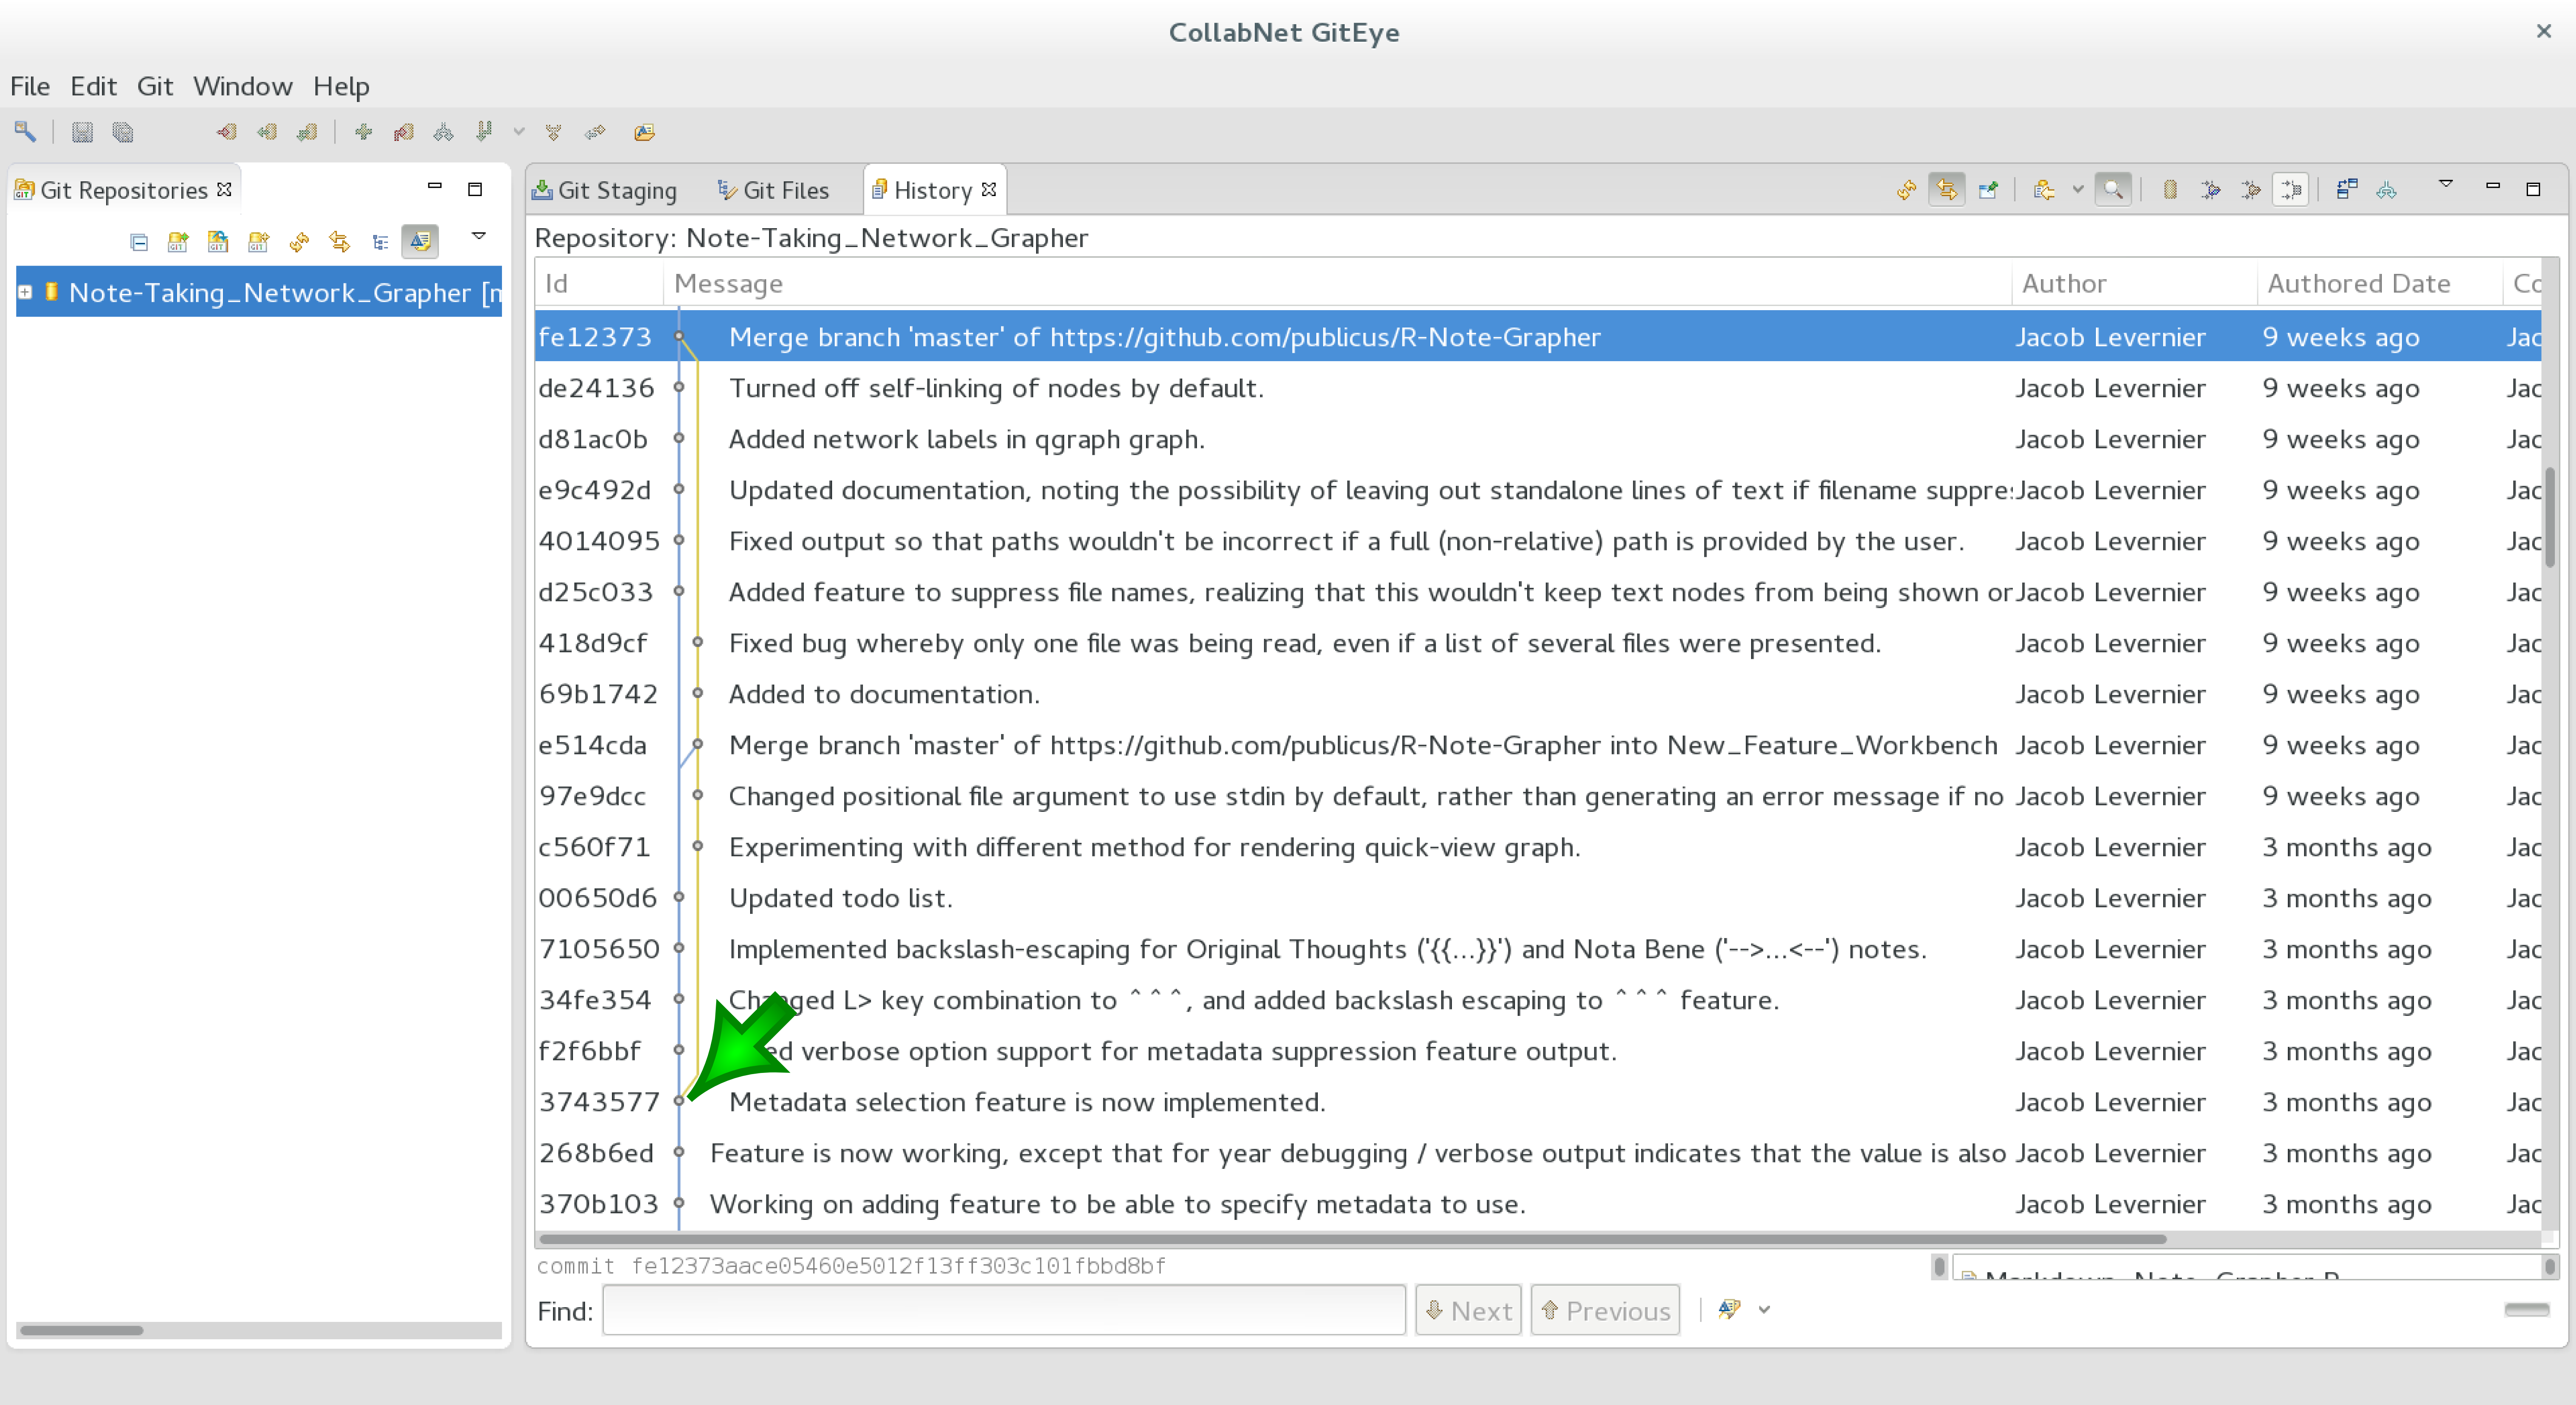 CollabNet GitEye
File Edit Git Window Help
Git Repositories
Note-Taking_Network_Grapher [
Git Staging Git Files History
Repository: Note-Taking_Network_Grapher
Id Message Author Authored Date Co
fe12373 Merge branch 'master' of https://github.com/publicus/R-Note-Grapher Jacob Levernier 9 weeks ago Jac
de24136 Turned off self-linking of nodes by default. Jacob Levernier 9 weeks ago Jac
d81ac0b Added network labels in qgraph graph. Jacob Levernier 9 weeks ago Jac
e9c492d Updated documentation, noting the possibility of leaving out standalone lines of text if filename suppre Jacob Levernier 9 weeks ago Jac
4014095 Fixed output so that paths wouldn't be incorrect if a full (non-relative) path is provided by the user. Jacob Levernier 9 weeks ago Jac
d25c033 Added feature to suppress file names, realizing that this wouldn't keep text nodes from being shown or Jacob Levernier 9 weeks ago Jac
418d9cf Fixed bug whereby only one file was being read, even if a list of several files were presented. Jacob Levernier 9 weeks ago Jac
69b1742 Added to documentation. Jacob Levernier 9 weeks ago Jac
e514cda Merge branch 'master' of https://github.com/publicus/R-Note-Grapher into New_Feature_Workbench Jacob Levernier 9 weeks ago Jac
97e9dcc Changed positional file argument to use stdin by default, rather than generating an error message if no Jacob Levernier 9 weeks ago Jac
c560f71 Experimenting with different method for rendering quick-view graph. Jacob Levernier 3 months ago Jac
00650d6 Updated todo list. Jacob Levernier 3 months ago Jac
7105650 Implemented backslash-escaping for Original Thoughts ('{{...}}') and Nota Bene ('-->...<--') notes. Jacob Levernier 3 months ago Jac
34fe354 Changed L> key combination to ^^^, and added backslash escaping to ^^^ feature. Jacob Levernier 3 months ago Jac
f2f6bbf verbose option support for metadata suppression feature output. Jacob Levernier 3 months ago Jac
3743577 Metadata selection feature is now implemented. Jacob Levernier 3 months ago Jac
268b6ed Feature is now working, except that for year debugging / verbose output indicates that the value is also Jacob Levernier 3 months ago Jac
370b103 Working on adding feature to be able to specify metadata to use. Jacob Levernier 3 months ago Jac
commit fe12373aace05460e5012f13ff303c101fbbd8bf
Markdown_Note_Grapher.R
Find: Next Previous